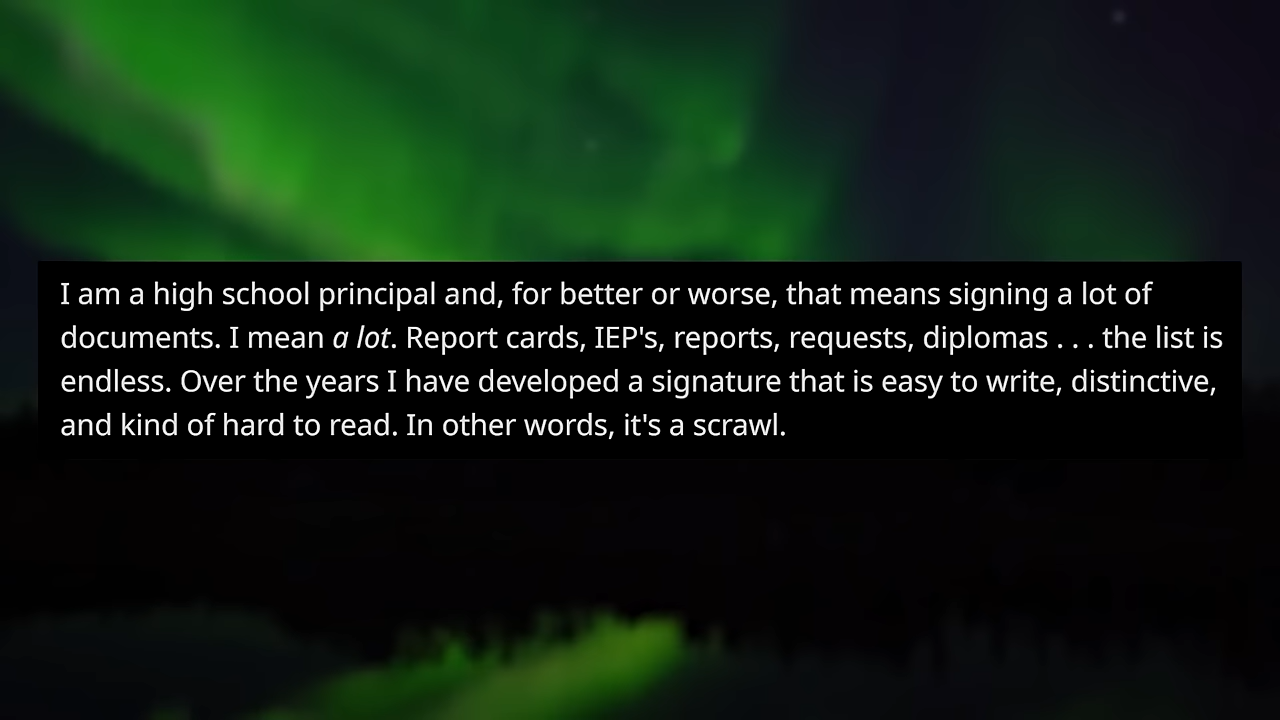 I am a high school principal and, for better or worse, that means signing a lot of
documents. I mean a lot. Report cards, IEP's, reports, requests, diplomas . . . the list is
endless. Over the years I have developed a signature that is easy to write, distinctive,
and kind of hard to read. In other words, it's a scrawl.